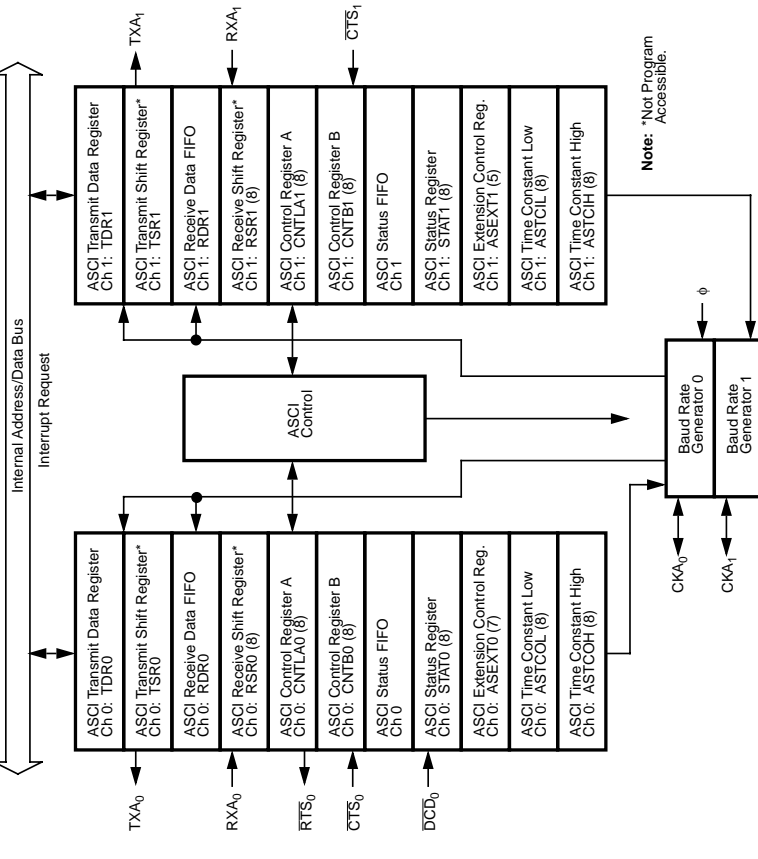 Internal Address/Data Bus
Interrupt Request
ASCI Transmit Data Register
Ch 0: TDR0
ASCI Transmit Shift Register*
Ch 0: TSR0
ASCI Receive Data FIFO
Ch 0: RDR0
ASCI Receive Shift Register*
Ch 0: RSR0 (8)
ASCI Control Register A
Ch 0: CNTLA0 (8)
ASCI Control Register B
Ch 0: CNTB0 (8)
ASCI Status FIFO
Ch 0
ASCI Status Register
Ch 0: STAT0 (8)
ASCI Extension Control Reg.
Ch 0: ASEXT0 (7)
ASCI Time Constant Low
Ch 0: ASTCOL (8)
ASCI Time Constant High
Ch 0: ASTCOH (8)
TXA0
RXA0
RTS0
CTS0
DCD0
ASCI
Control
ASCI Transmit Data Register
Ch 1: TDR1
ASCI Transmit Shift Register*
Ch 1: TSR1
ASCI Receive Data FIFO
Ch 1: RDR1
ASCI Receive Shift Register*
Ch 1: RSR1 (8)
ASCI Control Register A
Ch 1: CNTLA1 (8)
ASCI Control Register B
Ch 1: CNTB1 (8)
ASCI Status FIFO
Ch 1
ASCI Status Register
Ch 1: STAT1 (8)
ASCI Extension Control Reg.
Ch 1: ASEXT1 (5)
ASCI Time Constant Low
Ch 1: ASTCIL (8)
ASCI Time Constant High
Ch 1: ASTCIH (8)
TXA1
RXA1
CTS1
CKA0
CKA1
Baud Rate
Generator 0
Baud Rate
Generator 1
ϕ
Note: *Not Program
Accessible.